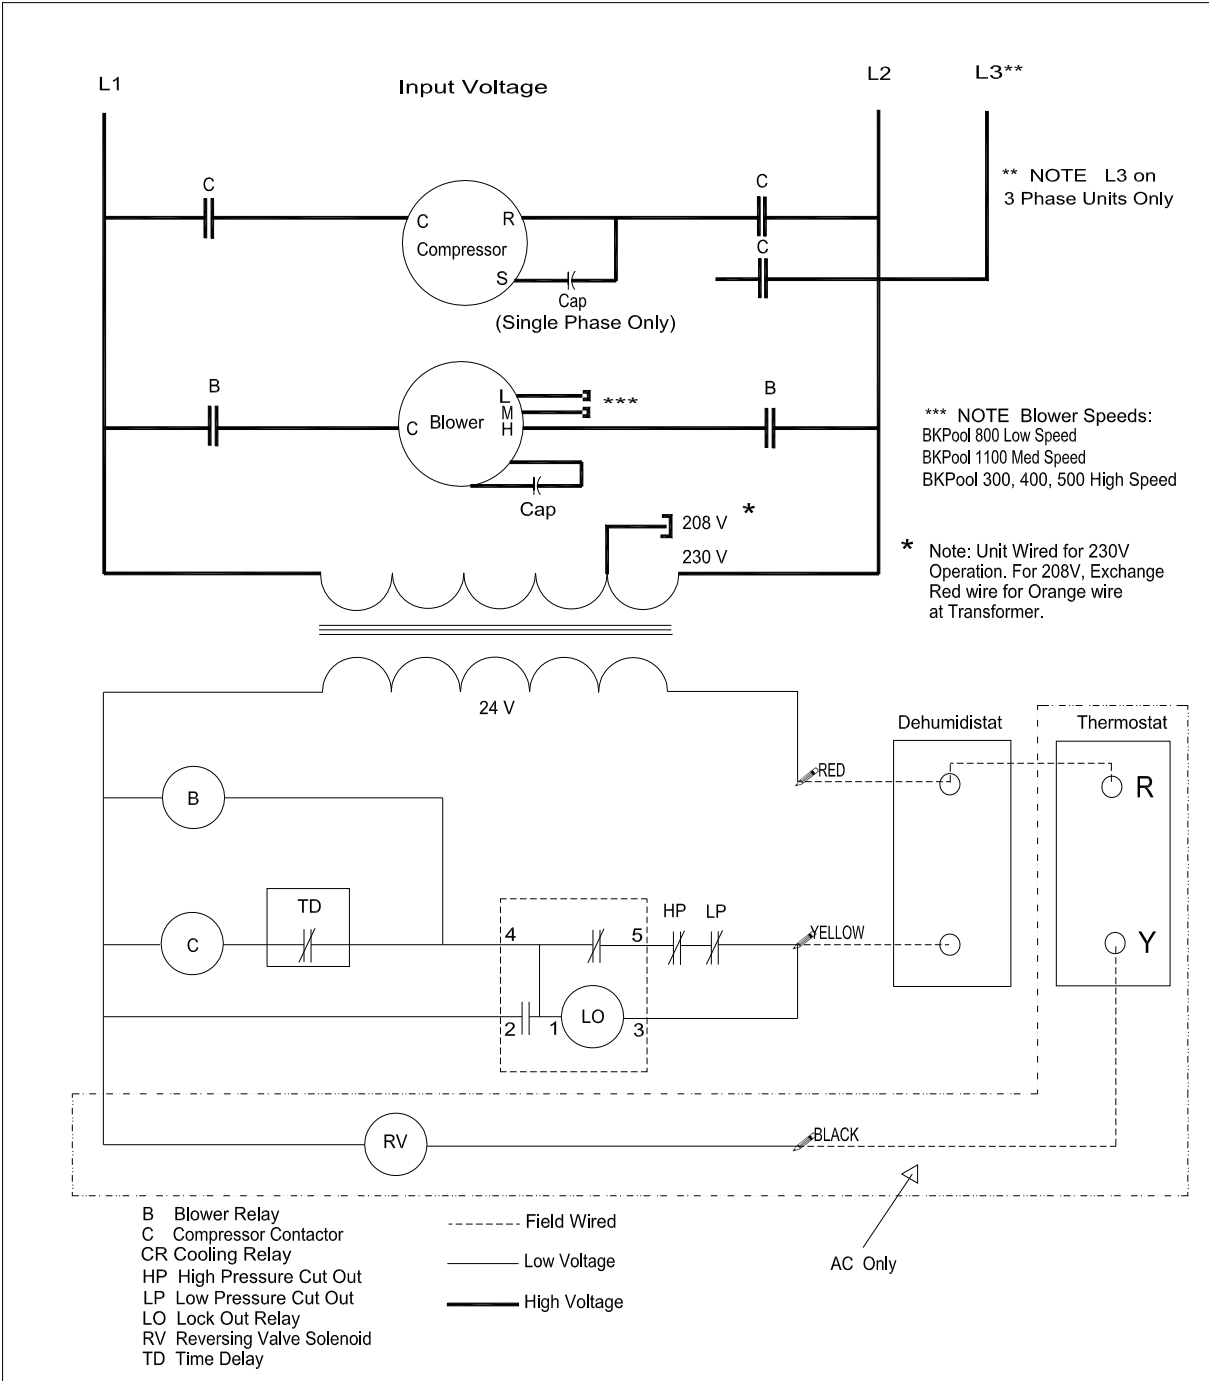 L1
Input Voltage
L2
L3**
** NOTE L3 on
3 Phase Units Only
C
C
C
C
R
Compressor
S
Cap
(Single Phase Only)
B
B
L
M
H
C
Blower
***
*** NOTE Blower Speeds:
BKPool 800 Low Speed
BKPool 1100 Med Speed
BKPool 300, 400, 500 High Speed
Cap
208 V *
230 V
* Note: Unit Wired for 230V
Operation. For 208V, Exchange
Red wire for Orange wire
at Transformer.
24 V
Dehumidistat
Thermostat
RED
R
B
TD
HP
LP
C
4
5
YELLOW
Y
2
1
LO
3
RV
BLACK
AC Only
B Blower Relay
C Compressor Contactor
CR Cooling Relay
HP High Pressure Cut Out
LP Low Pressure Cut Out
LO Lock Out Relay
RV Reversing Valve Solenoid
TD Time Delay
Field Wired
Low Voltage
High Voltage